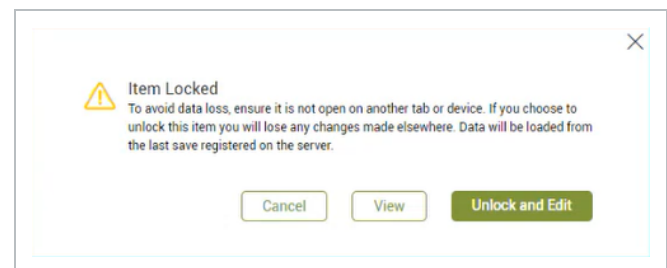 Item Locked
To avoid data loss, ensure it is not open on another tab or device. If you choose to
unlock this item you will lose any changes made elsewhere. Data will be loaded from
the last save registered on the server.
Cancel View Unlock and Edit